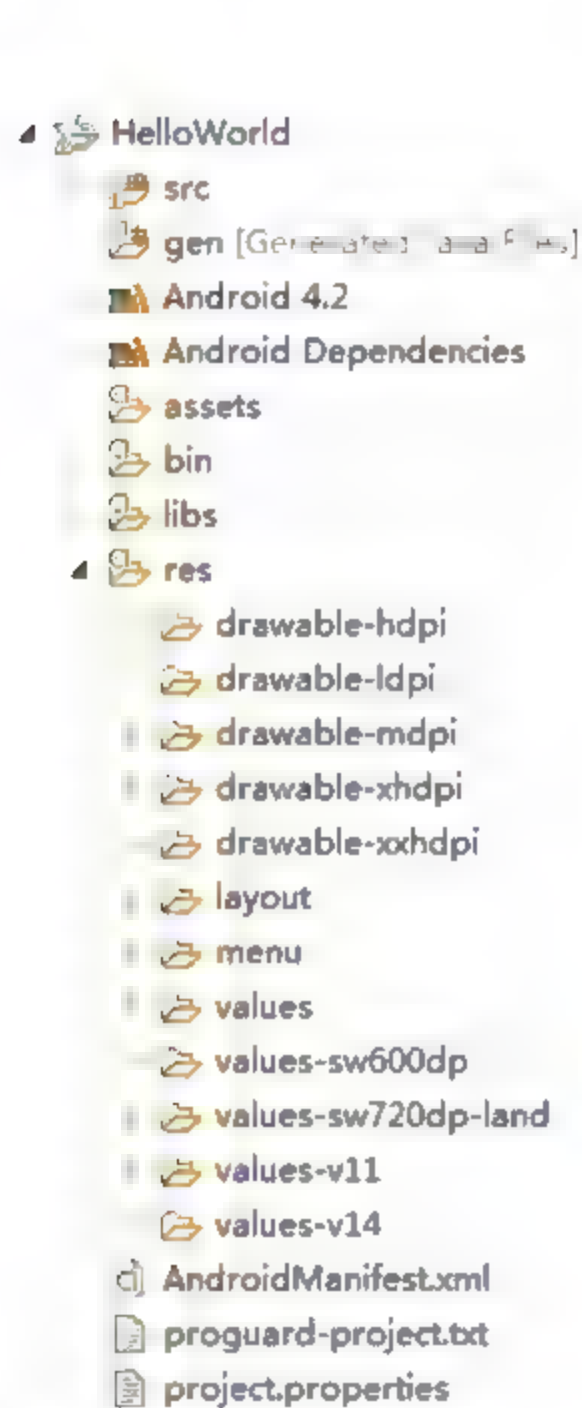 HelloWorld
src
gen
Android 4.2
Android Dependencies
assets
bin
libs
res
drawable-hdpi
drawable-ldpi
drawable-mdpi
drawable-xhdpi
drawable-xxhdpi
layout
menu
values
values-sw600dp
values-sw720dp-land
values-v11
values-v14
AndroidManifest.xml
proguard-project.txt
project.properties